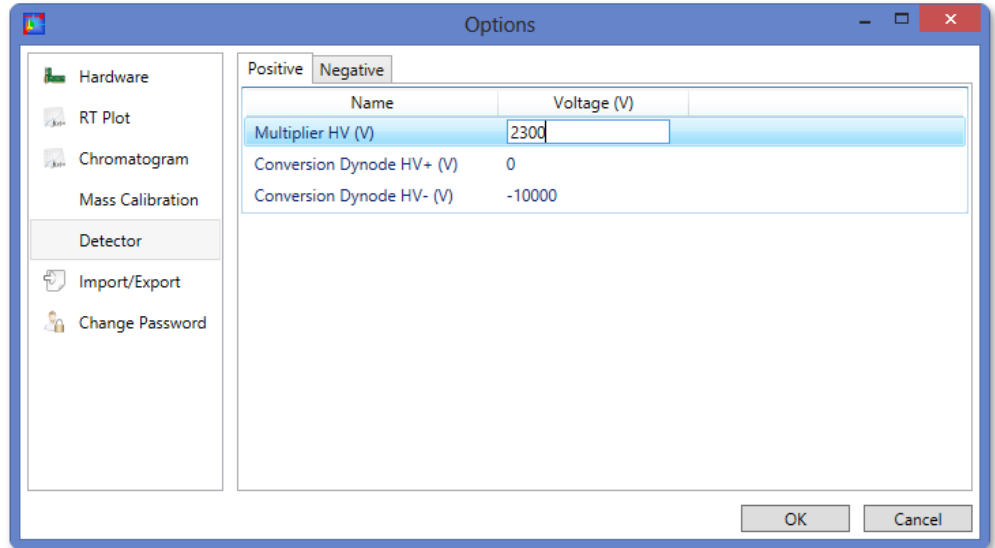 Options
Hardware
RT Plot
Chromatogram
Mass Calibration
Detector
Import/Export
Change Password
Positive Negative
Name Voltage (V)
Multiplier HV (V) 2300
Conversion Dynode HV+ (V) 0
Conversion Dynode HV- (V) -10000
OK Cancel